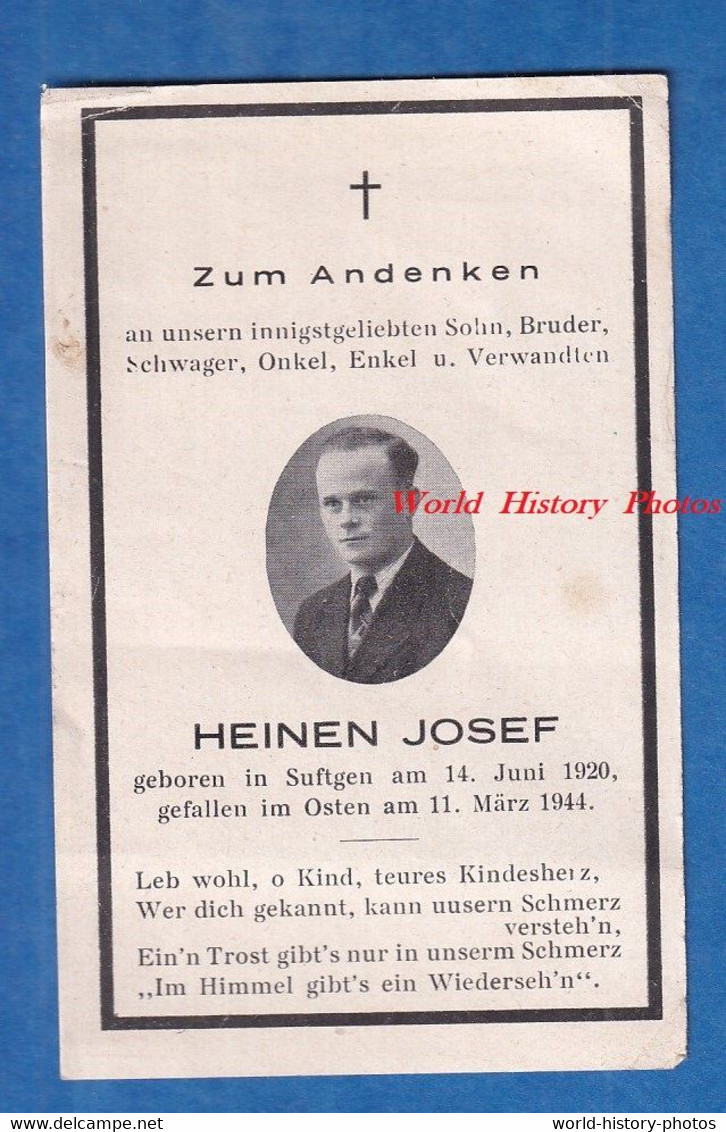 Zum Andenken
an unsern innigstgeliebten Sohn, Bruder,
Schwager, Onkel, Enkel u. Verwandten
World History Photos
HEINEN JOSEF
geboren in Suftgen am 14. Juni 1920,
gefallen im Osten am 11. März 1944.
Leb wohl, o Kind, teures Kindesherz,
Wer dich gekannt, kann uusern Schmerz
versteh'n,
Ein'n Trost gibt's nur in unserm Schmerz
„Im Himmel gibt's ein Wiederseh'n“.
Delcampe.net
world-history-photos